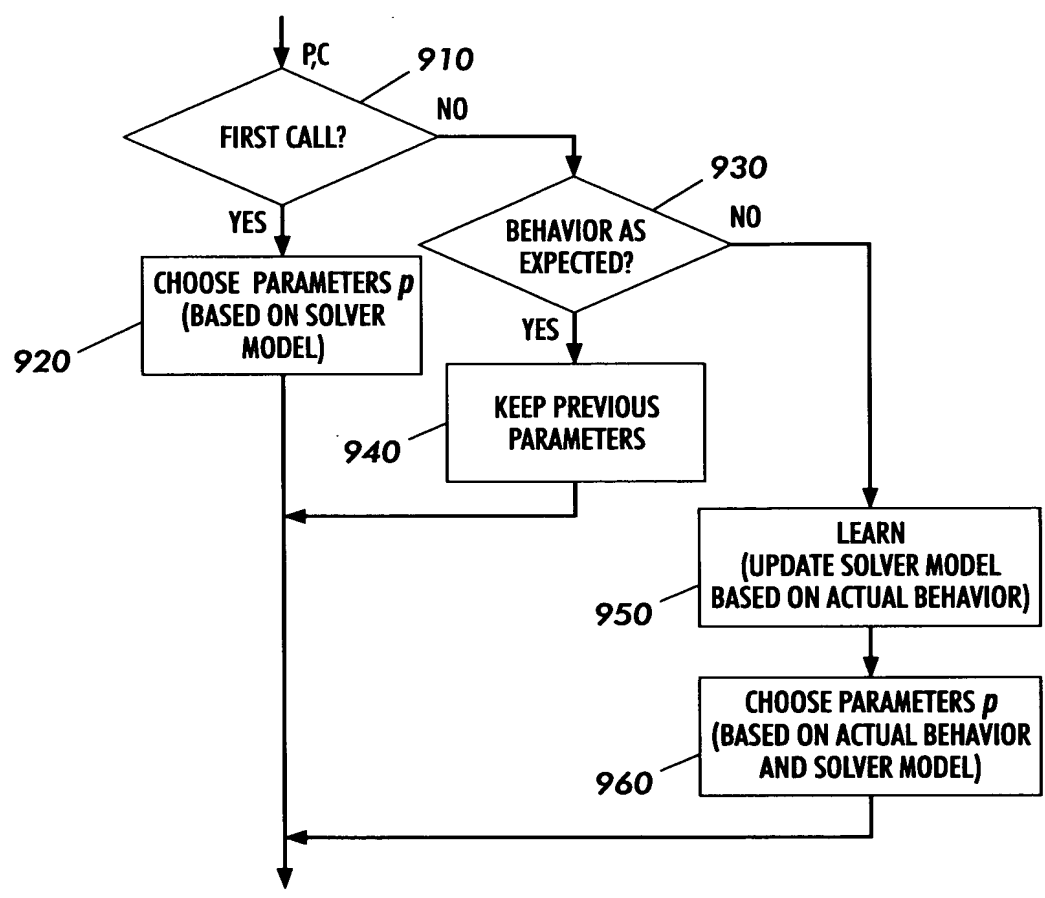 P,C
910
NO
FIRST CALL?
930
YES
NO
BEHAVIOR AS
EXPECTED?
CHOOSE PARAMETERS p
(BASED ON SOLVER
MODEL)
920
YES
KEEP PREVIOUS
PARAMETERS
940
LEARN
(UPDATE SOLVER MODEL
BASED ON ACTUAL BEHAVIOR)
950
CHOOSE PARAMETERS p
(BASED ON ACTUAL BEHAVIOR
AND SOLVER MODEL)
960